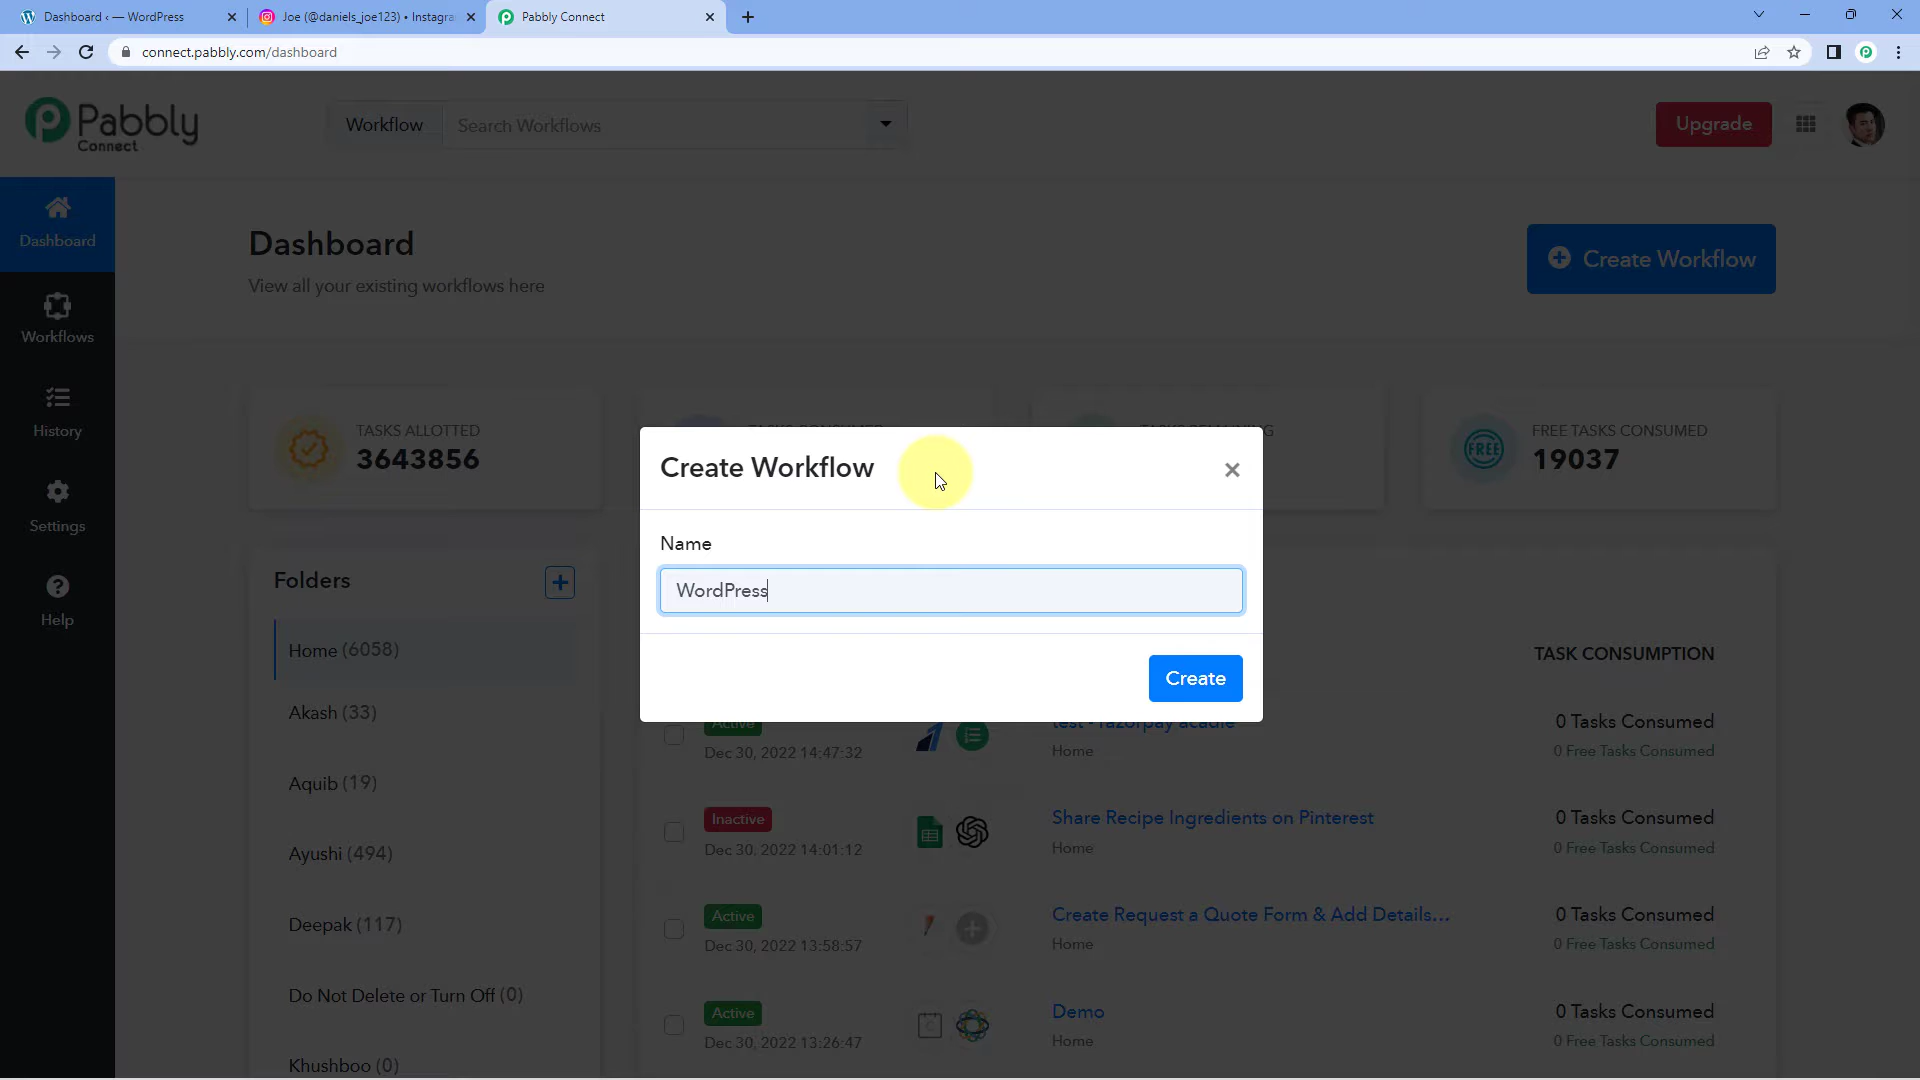 Dashboard ‹ — WordPress
Joe (@daniels_joe123) • Instagra
Pabbly Connect
connect.pabbly.com/dashboard
Pabbly
Connect
Workflow
Search Workflows
Upgrade
Dashboard
Workflows
History
Settings
Help
Dashboard
View all your existing workflows here
Create Workflow
TASKS ALLOTTED
3643856
FREE
FREE TASKS CONSUMED
19037
Create Workflow
Name
WordPress
Create
Folders
Home (6058)
Akash (33)
Aquib (19)
Ayushi (494)
Deepak (117)
Do Not Delete or Turn Off (0)
Khushboo (0)
TASK CONSUMPTION
Active
Dec 30, 2022 14:47:32
test - razorpay acadle
Home
0 Tasks Consumed
0 Free Tasks Consumed
Inactive
Dec 30, 2022 14:01:12
Share Recipe Ingredients on Pinterest
Home
0 Tasks Consumed
0 Free Tasks Consumed
Active
Dec 30, 2022 13:58:57
Create Request a Quote Form & Add Details...
Home
0 Tasks Consumed
0 Free Tasks Consumed
Active
Dec 30, 2022 13:26:47
Demo
Home
0 Tasks Consumed
0 Free Tasks Consumed